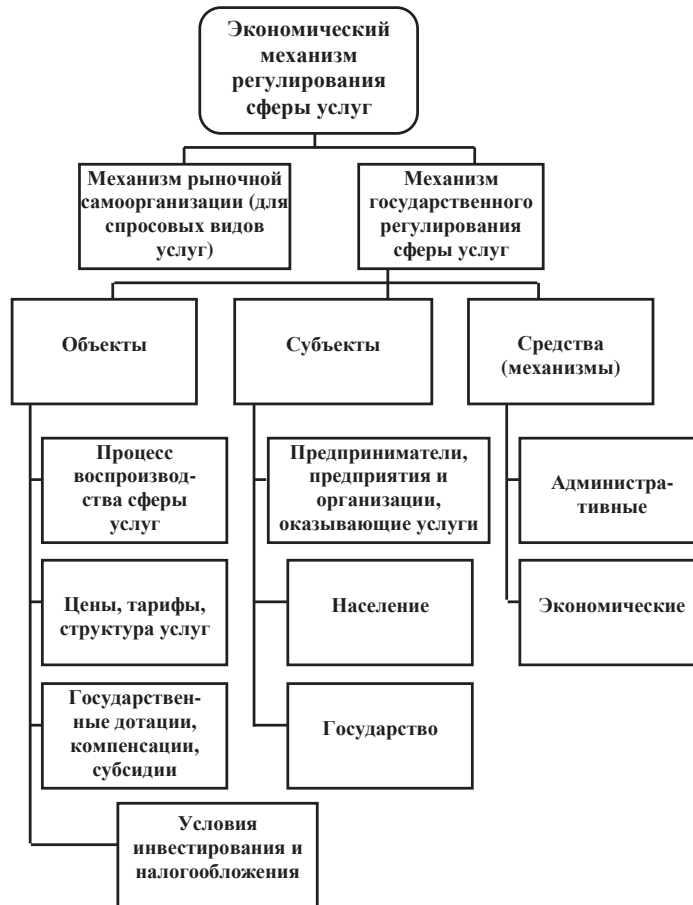 Экономический
механизм
регулирования
сферы услуг
Механизм рыночной
самоорганизации (для
спросовых видов
услуг)
Механизм
государственного
регулирования
сферы услуг
Объекты
Субъекты
Средства
(механизмы)
Процесс
воспроизвод-
ства сферы
услуг
Предприниматели,
предприятия и
организации,
оказывающие услуги
Администра-
тивные
Цены, тарифы,
структура услуг
Население
Экономические
Государствен-
ные дотации,
компенсации,
субсидии
Государство
Условия
инвестирования и
налогообложения